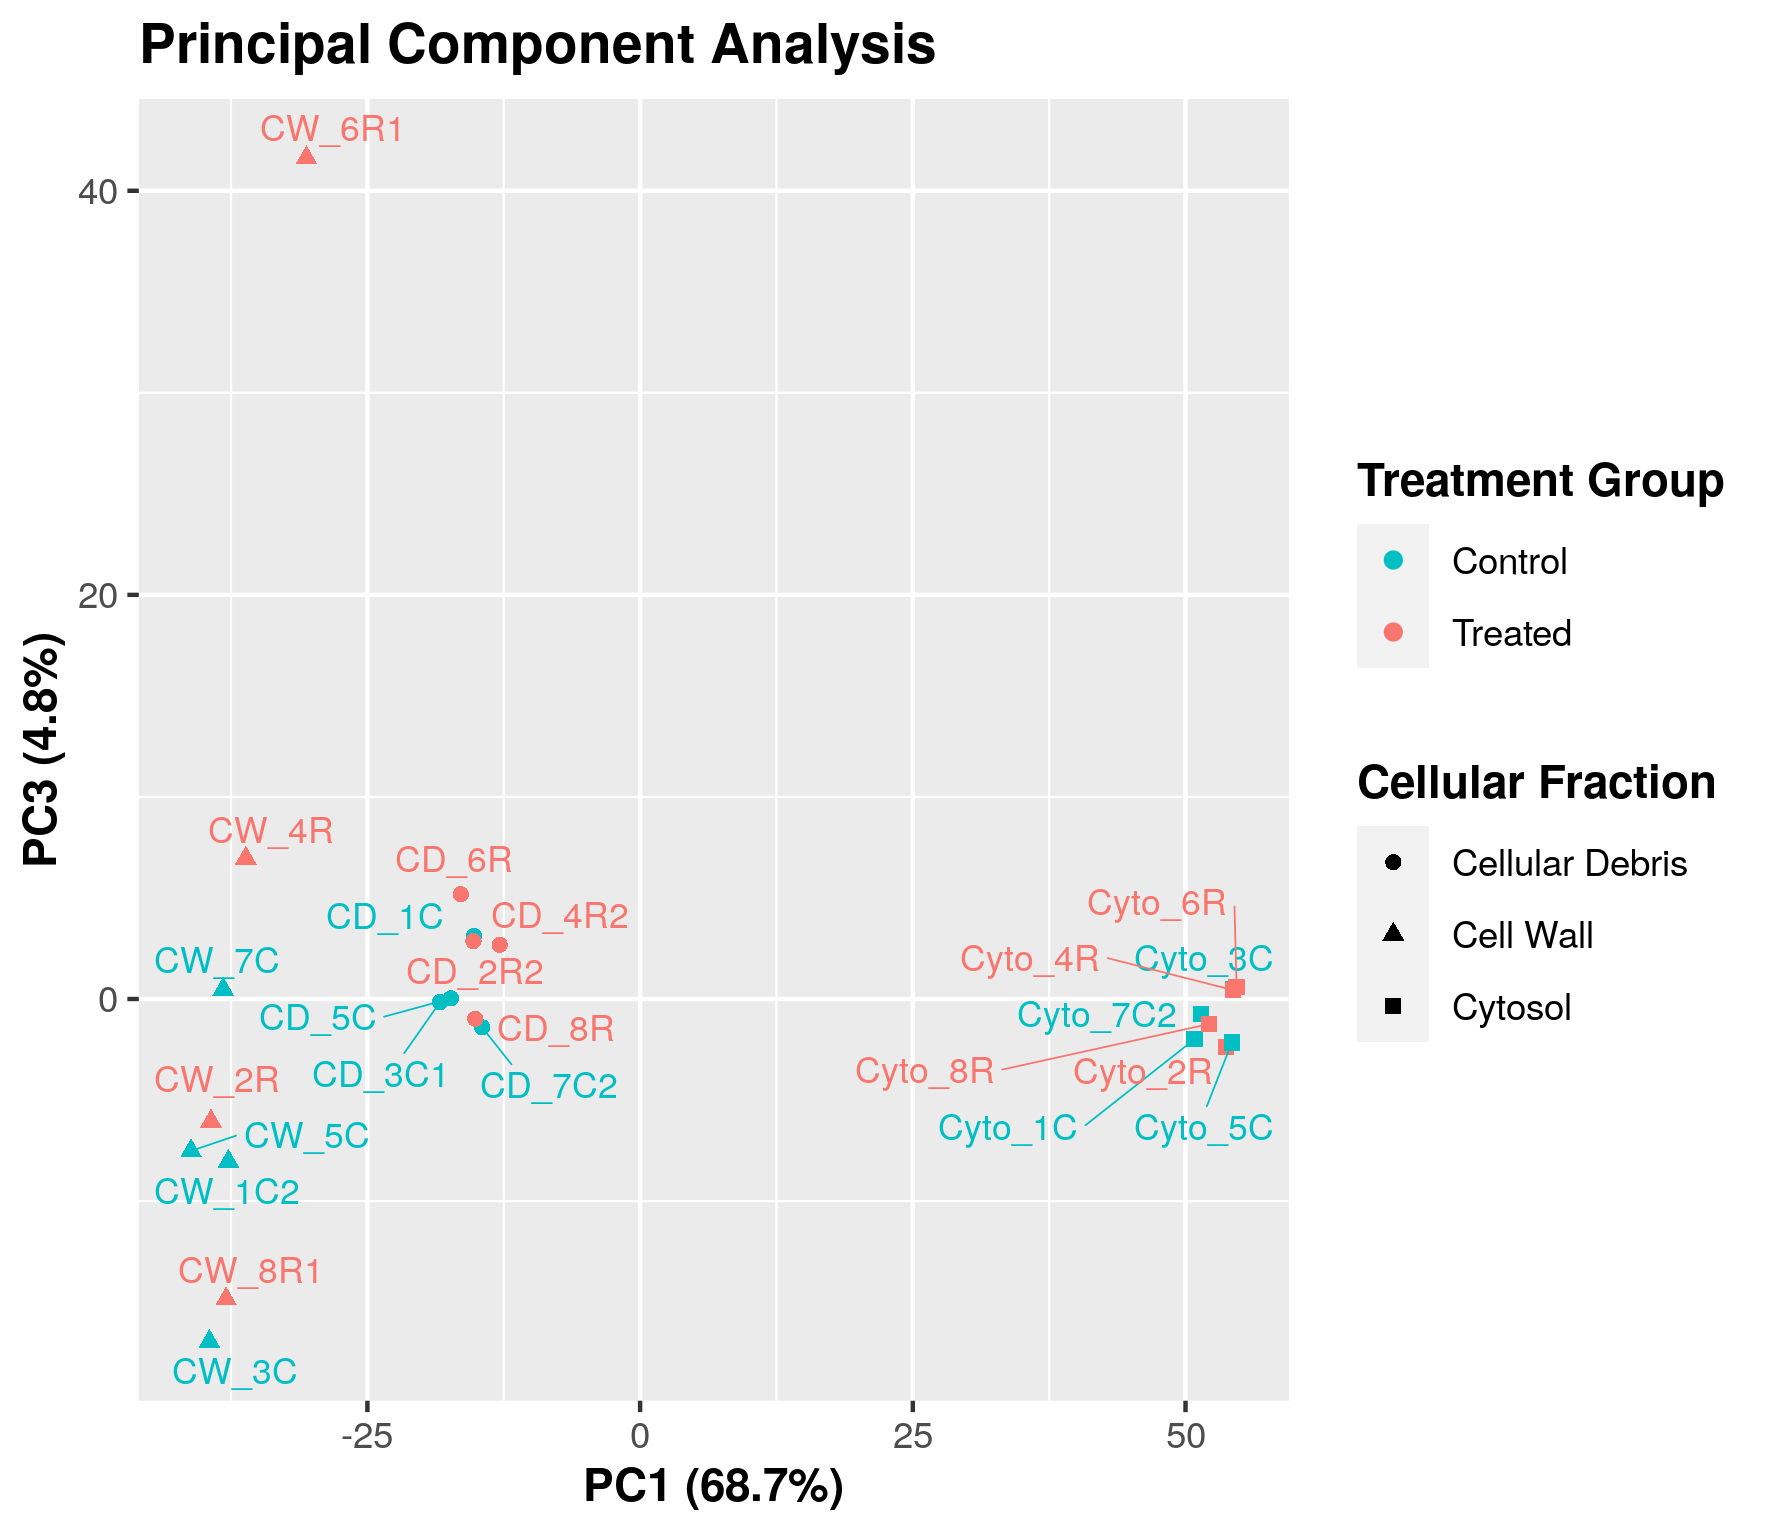 Principal Component Analysis
CW_6R1
40
20
CW_4R
CD_6R
CD_1C
CD_4R2
CW_7C
CD_2R2
0
CD_5C
CD_8R
CD_3C1
CD_7C2
CW_2R
CW_5C
CW_1C2
CW_8R1
CW_3C
Cyto_6R
Cyto_4R
Cyto_3C
Cyto_7C2
Cyto_8R
Cyto_2R
Cyto_1C
Cyto_5C
-25
0
25
50
PC1 (68.7%)
PC3 (4.8%)
Treatment Group
Control
Treated
Cellular Fraction
Cellular Debris
Cell Wall
Cytosol